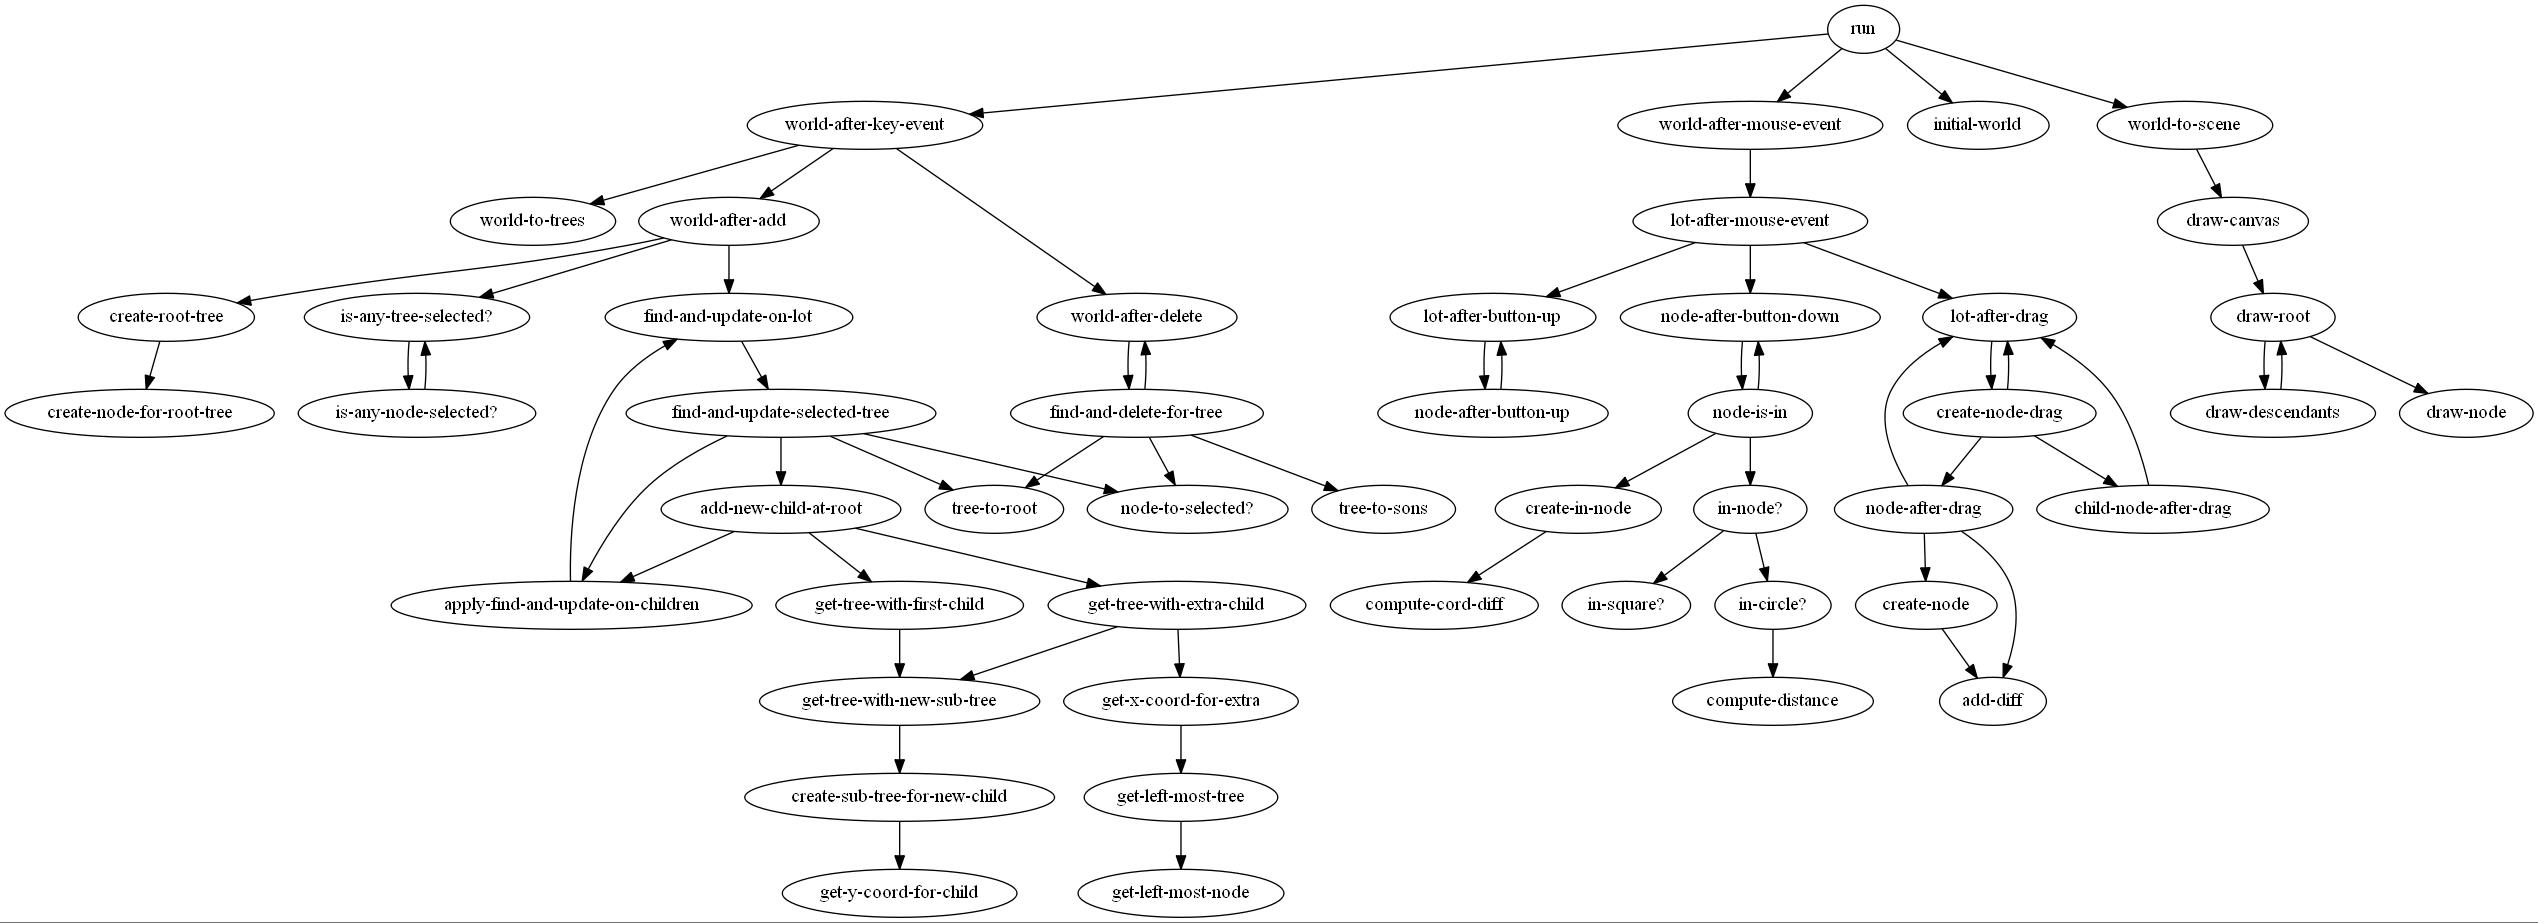 run
world-after-key-event
world-after-mouse-event
initial-world
world-to-scene
world-to-trees
world-after-add
lot-after-mouse-event
draw-canvas
create-root-tree
is-any-tree-selected?
find-and-update-on-lot
world-after-delete
lot-after-button-up
node-after-button-down
lot-after-drag
draw-root
create-node-for-root-tree
is-any-node-selected?
find-and-update-selected-tree
find-and-delete-for-tree
node-after-button-up
node-is-in
create-node-drag
draw-descendants
draw-node
add-new-child-at-root
tree-to-root
node-to-selected?
tree-to-sons
create-in-node
in-node?
node-after-drag
child-node-after-drag
apply-find-and-update-on-children
get-tree-with-first-child
get-tree-with-extra-child
compute-cord-diff
in-square?
in-circle?
create-node
get-tree-with-new-sub-tree
get-x-coord-for-extra
compute-distance
add-diff
create-sub-tree-for-new-child
get-left-most-tree
get-y-coord-for-child
get-left-most-node